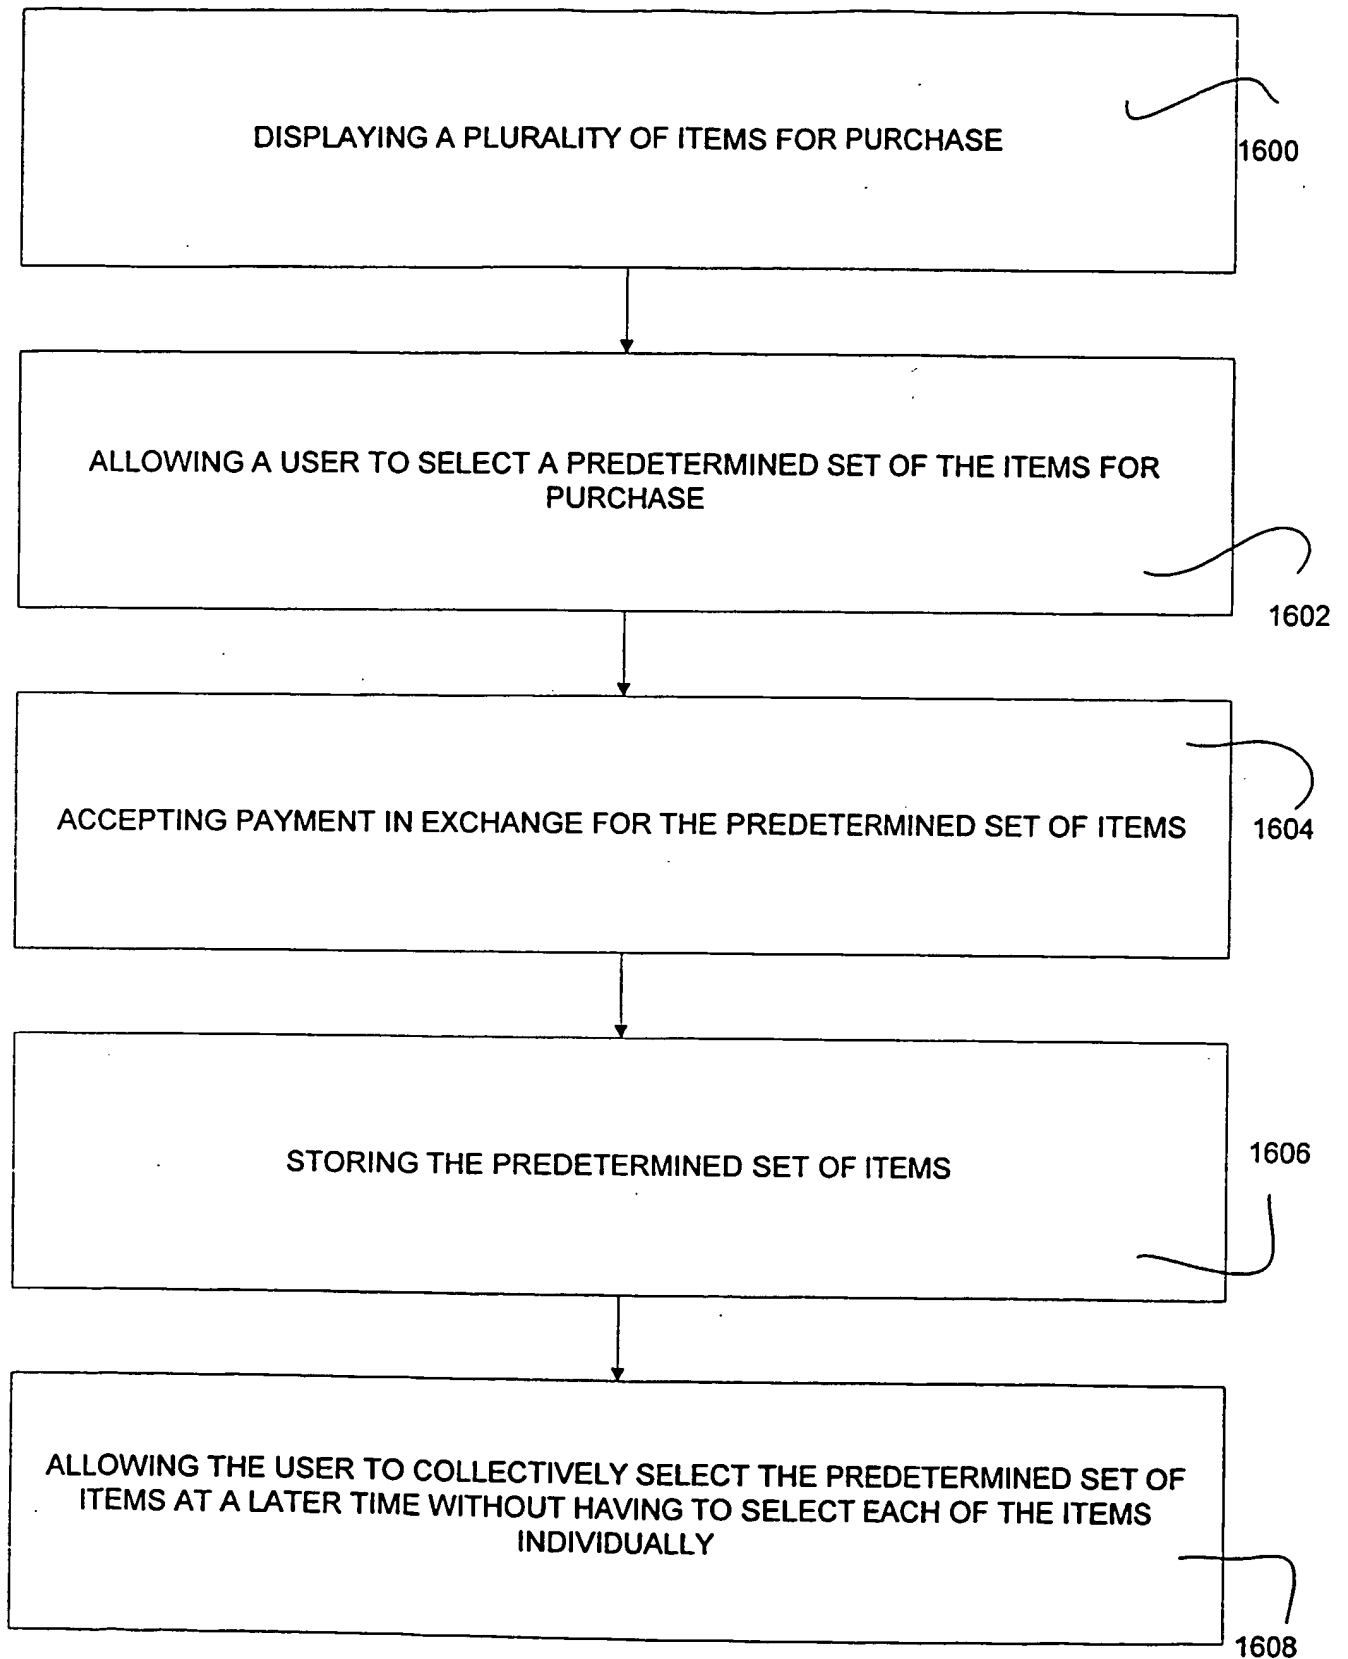 DISPLAYING A PLURALITY OF ITEMS FOR PURCHASE
1600
ALLOWING A USER TO SELECT A PREDETERMINED SET OF THE ITEMS FOR
PURCHASE
1602
ACCEPTING PAYMENT IN EXCHANGE FOR THE PREDETERMINED SET OF ITEMS
1604
STORING THE PREDETERMINED SET OF ITEMS
1606
ALLOWING THE USER TO COLLECTIVELY SELECT THE PREDETERMINED SET OF
ITEMS AT A LATER TIME WITHOUT HAVING TO SELECT EACH OF THE ITEMS
INDIVIDUALLY
1608